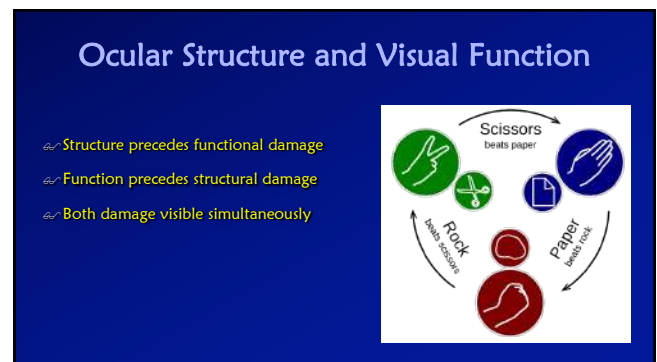 Ocular Structure and Visual Function
Structure precedes functional damage
Function precedes structural damage
Both damage visible simultaneously
Scissors
beats paper
Paper
beats rock
Rock
beats scissors